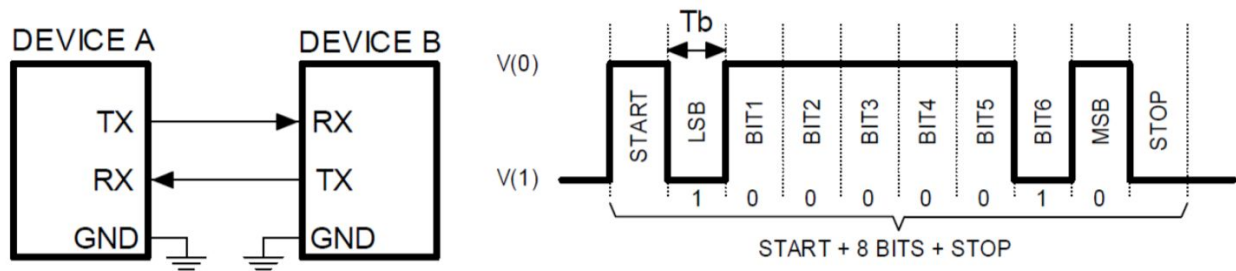 DEVICE A
DEVICE B
TX
RX
RX
TX
GND
GND
Tb
V(0)
V(1)
START
LSB
BIT1
BIT2
BIT3
BIT4
BIT5
BIT6
MSB
STOP
1 0 0 0 0 0 1 0
START + 8 BITS + STOP